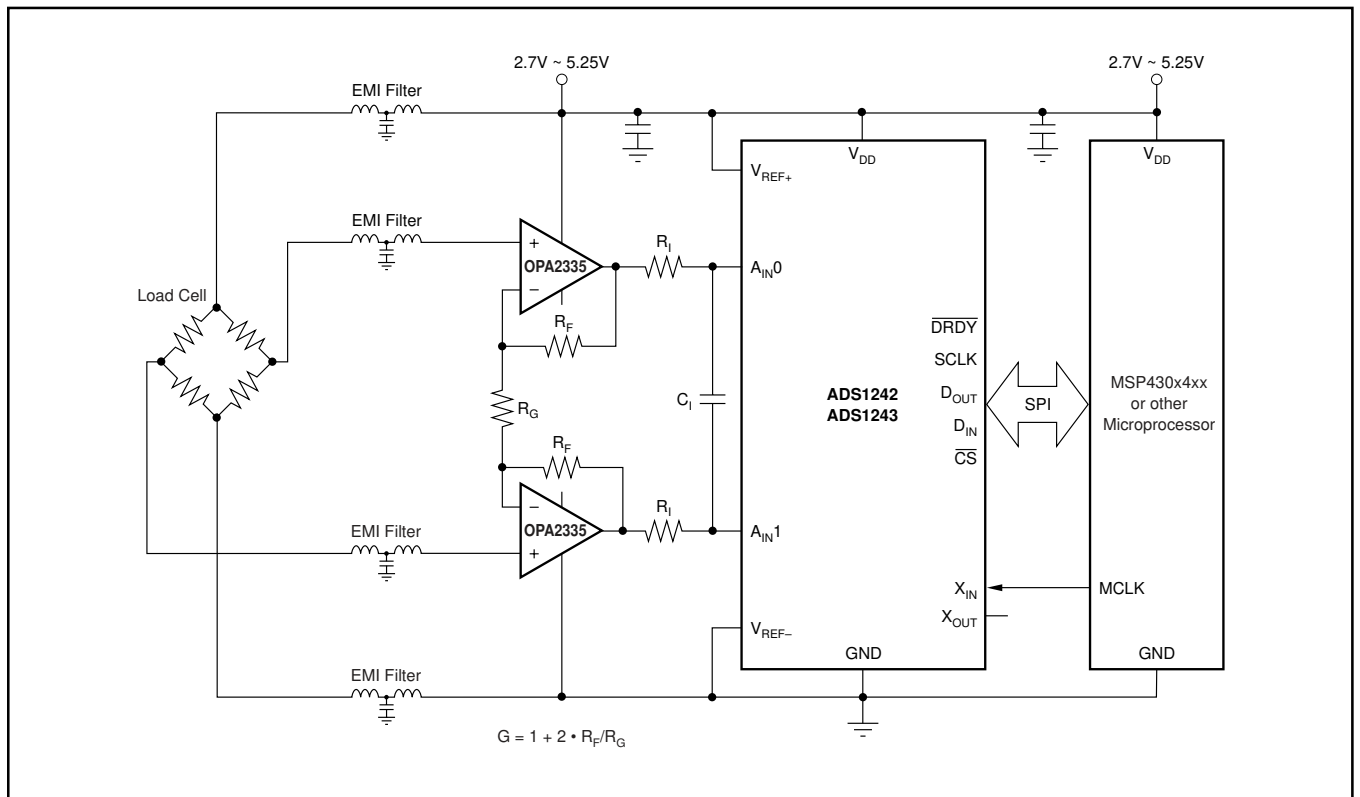 2.7V ~ 5.25V
2.7V ~ 5.25V
EMI Filter
V_DD
V_DD
V_REF+
EMI Filter
+
OPA2335
−
R_I
A_IN0
Load Cell
R_F
R_G
C_I
D̅R̅D̅Y̅
SCLK
D_OUT
D_IN
C̅S̅
ADS1242
ADS1243
SPI
MSP430x4xx
or other
Microprocessor
R_F
−
OPA2335
+
R_I
A_IN1
EMI Filter
X_IN
MCLK
X_OUT
V_REF−
GND
GND
EMI Filter
G = 1 + 2 • R_F/R_G